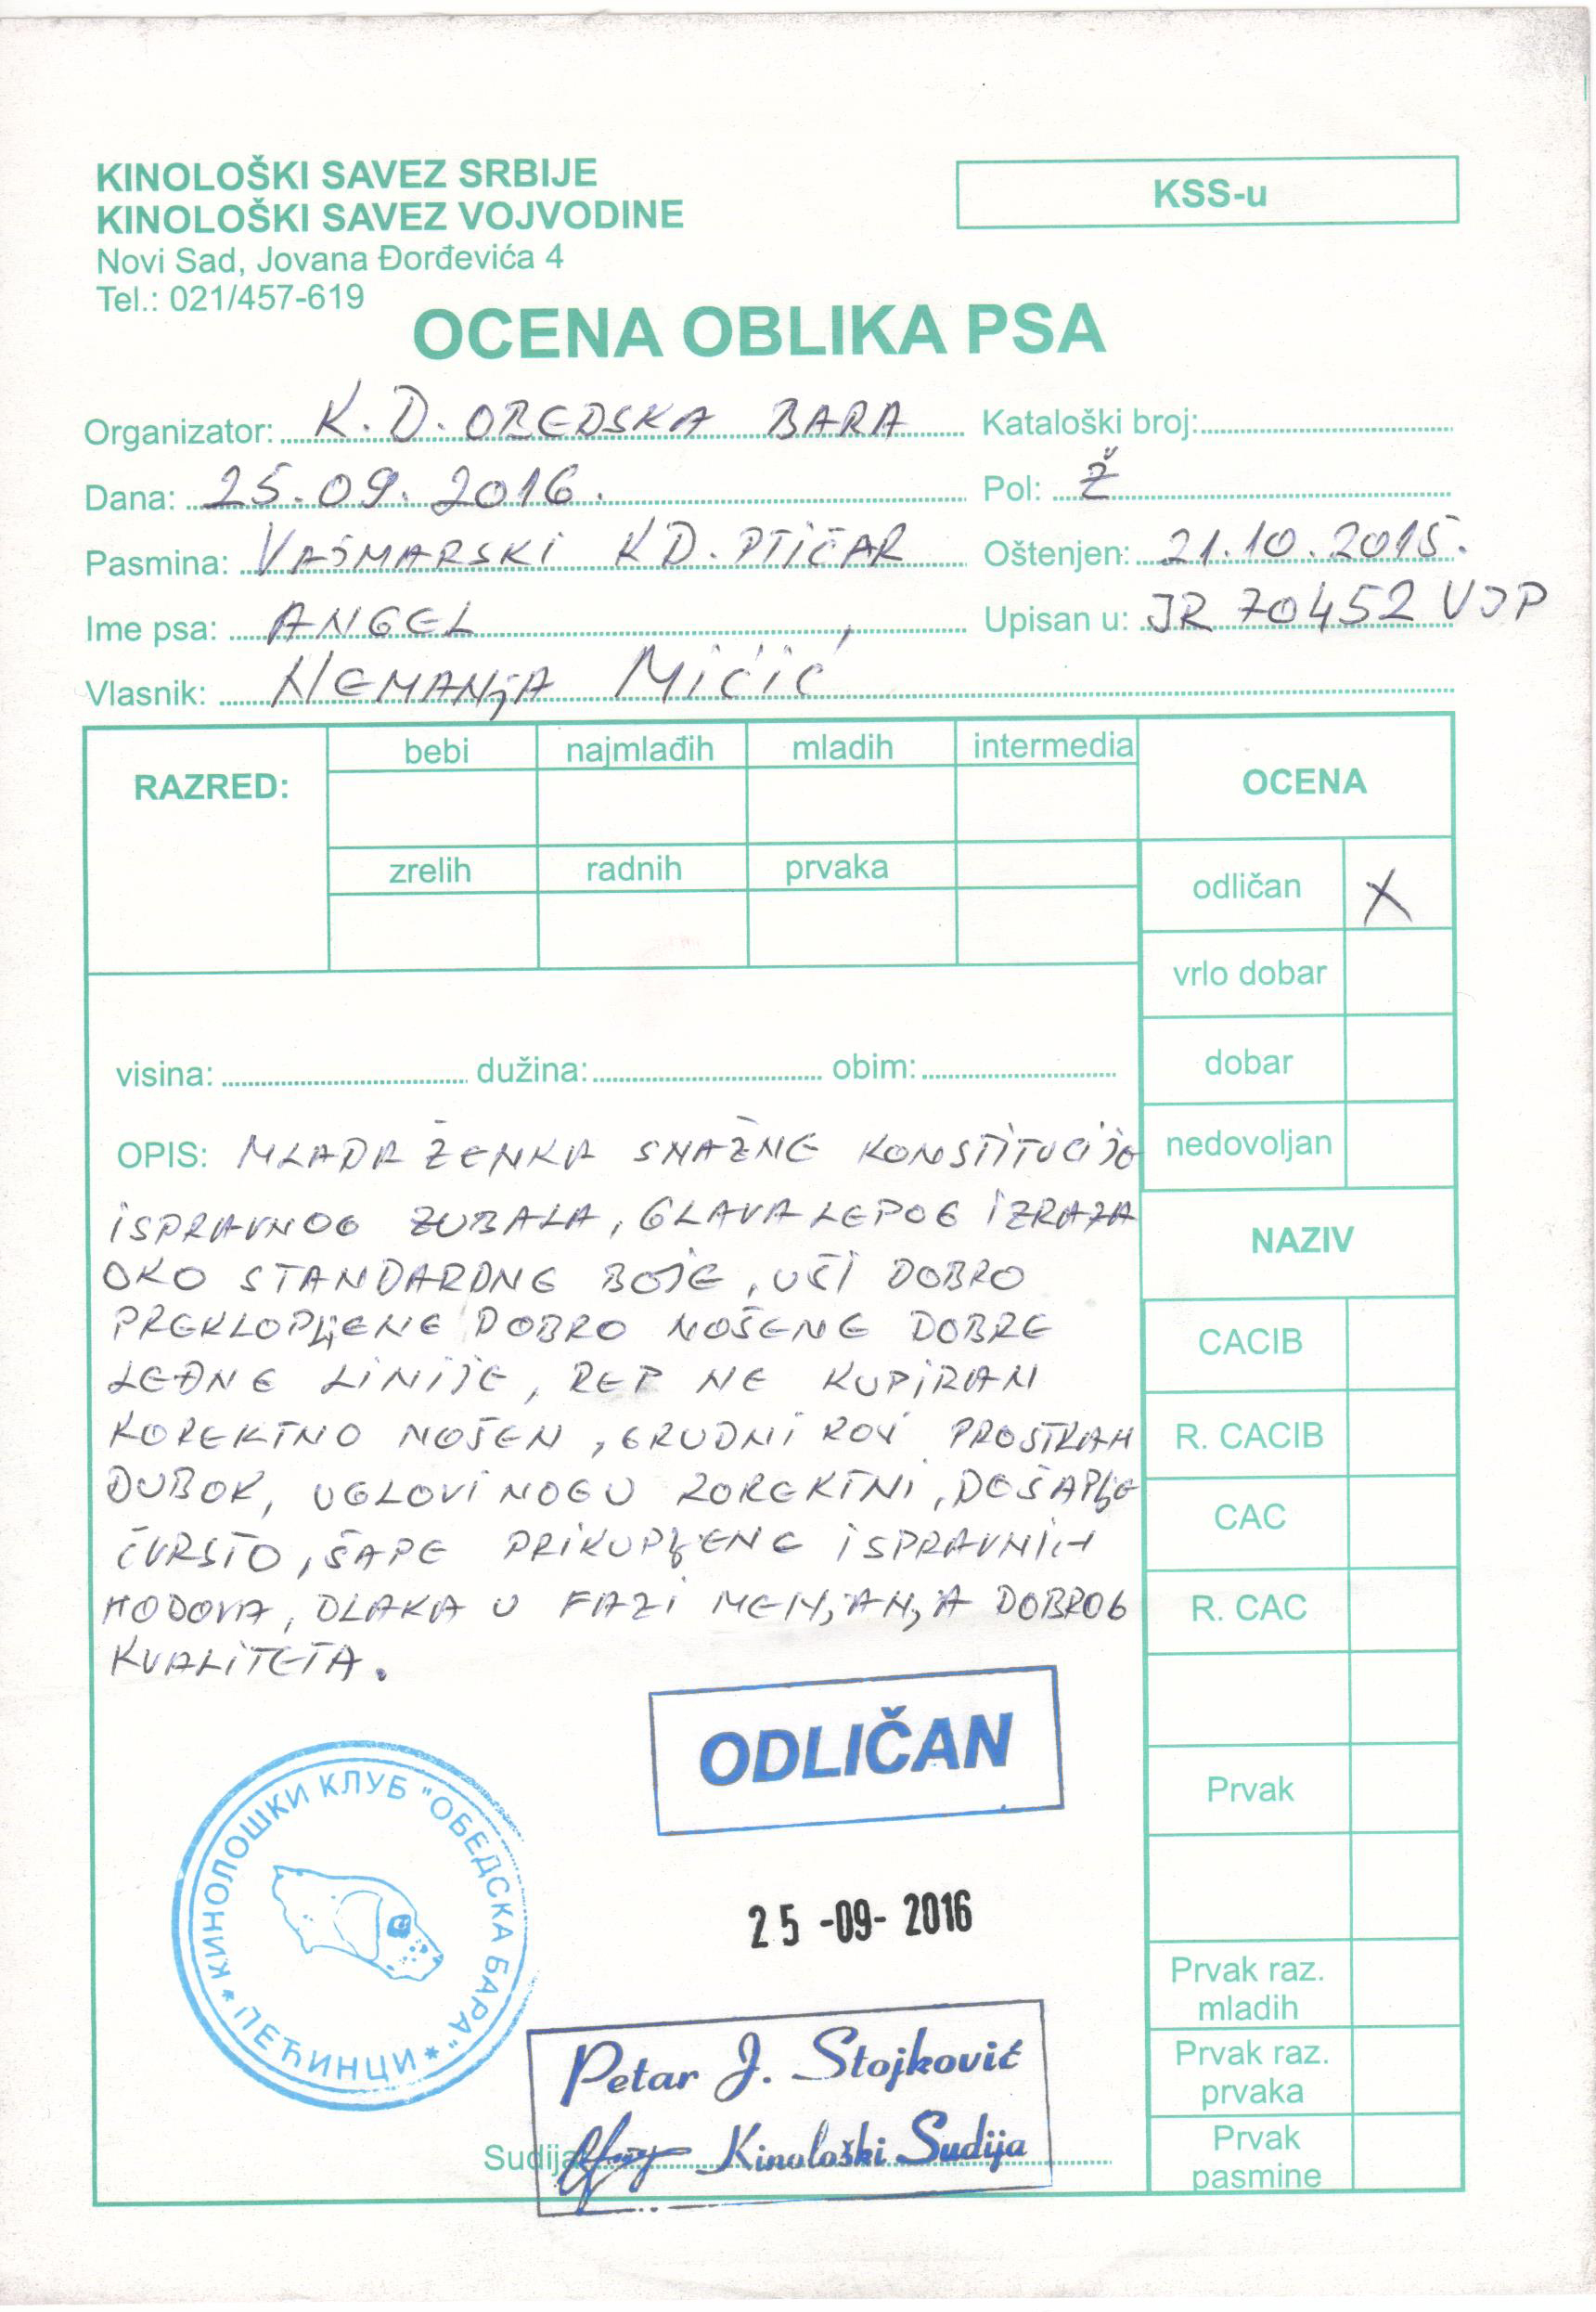 KINOLOŠKI SAVEZ SRBIJE
KINOLOŠKI SAVEZ VOJVODINE
Novi Sad, Jovana Đorđevića 4
Tel.: 021/457-619
KSS-u
OCENA OBLIKA PSA
Organizator: K.D. OBEDSKA BARA
Kataloški broj:
Dana: 25.09.2016.
Pol: Ž
Pasmina: VAJMARSKI KD. PTIČAR
Oštenjen: 21.10.2015.
Ime psa: ANGEL
Upisan u: JR 70452 VJP
Vlasnik: NEMANjA MIĆIĆ
RAZRED:
bebi najmlađih mladih intermedia
zrelih radnih prvaka
OCENA
odličan X
vrlo dobar
dobar
nedovoljan
NAZIV
CACIB
R. CACIB
CAC
R. CAC
Prvak
Prvak raz.
mladih
Prvak raz.
prvaka
Prvak
pasmine
visina: dužina: obim:
OPIS: MLADA ŽENKA SNAŽNE KONSTITUCIJE
ISPRAVNOG ZUBALA, GLAVA LEPOG IZRAZA
OKO STANDARDNE BOJE, UŠI DOBRO
PREKLOPLjENE DOBRO NOŠENE DOBRE
LEĐNE LINIJE, REP NE KUPIRAN
KOREKTNO NOŠEN, GRUDNI KOŠ PROSTRAN
DUBOK, UGLOVI NOGU KOREKTNI, DOŠAPLjE
ČVRSTO, ŠAPE PRIKUPLjENE ISPRAVNIH
HODOVA, DLAKA U FAZI MENjANjA DOBROG
KVALITETA.
ODLIČAN
КИНОЛОШКИ КЛУБ "ОБЕДСКА БАРА"
* ПЕЋИНЦИ *
25-09-2016
Petar J. Stojković
Kinološki Sudija
Sudija: